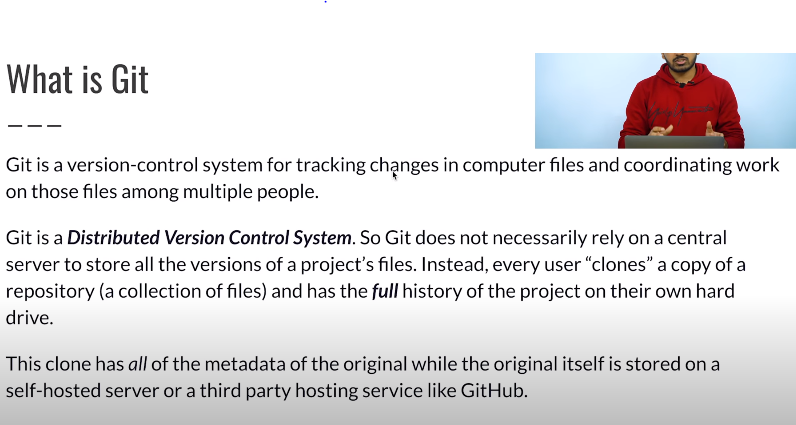 What is Git
Git is a version-control system for tracking changes in computer files and coordinating work
on those files among multiple people.
Git is a Distributed Version Control System. So Git does not necessarily rely on a central
server to store all the versions of a project’s files. Instead, every user “clones” a copy of a
repository (a collection of files) and has the full history of the project on their own hard
drive.
This clone has all of the metadata of the original while the original itself is stored on a
self-hosted server or a third party hosting service like GitHub.